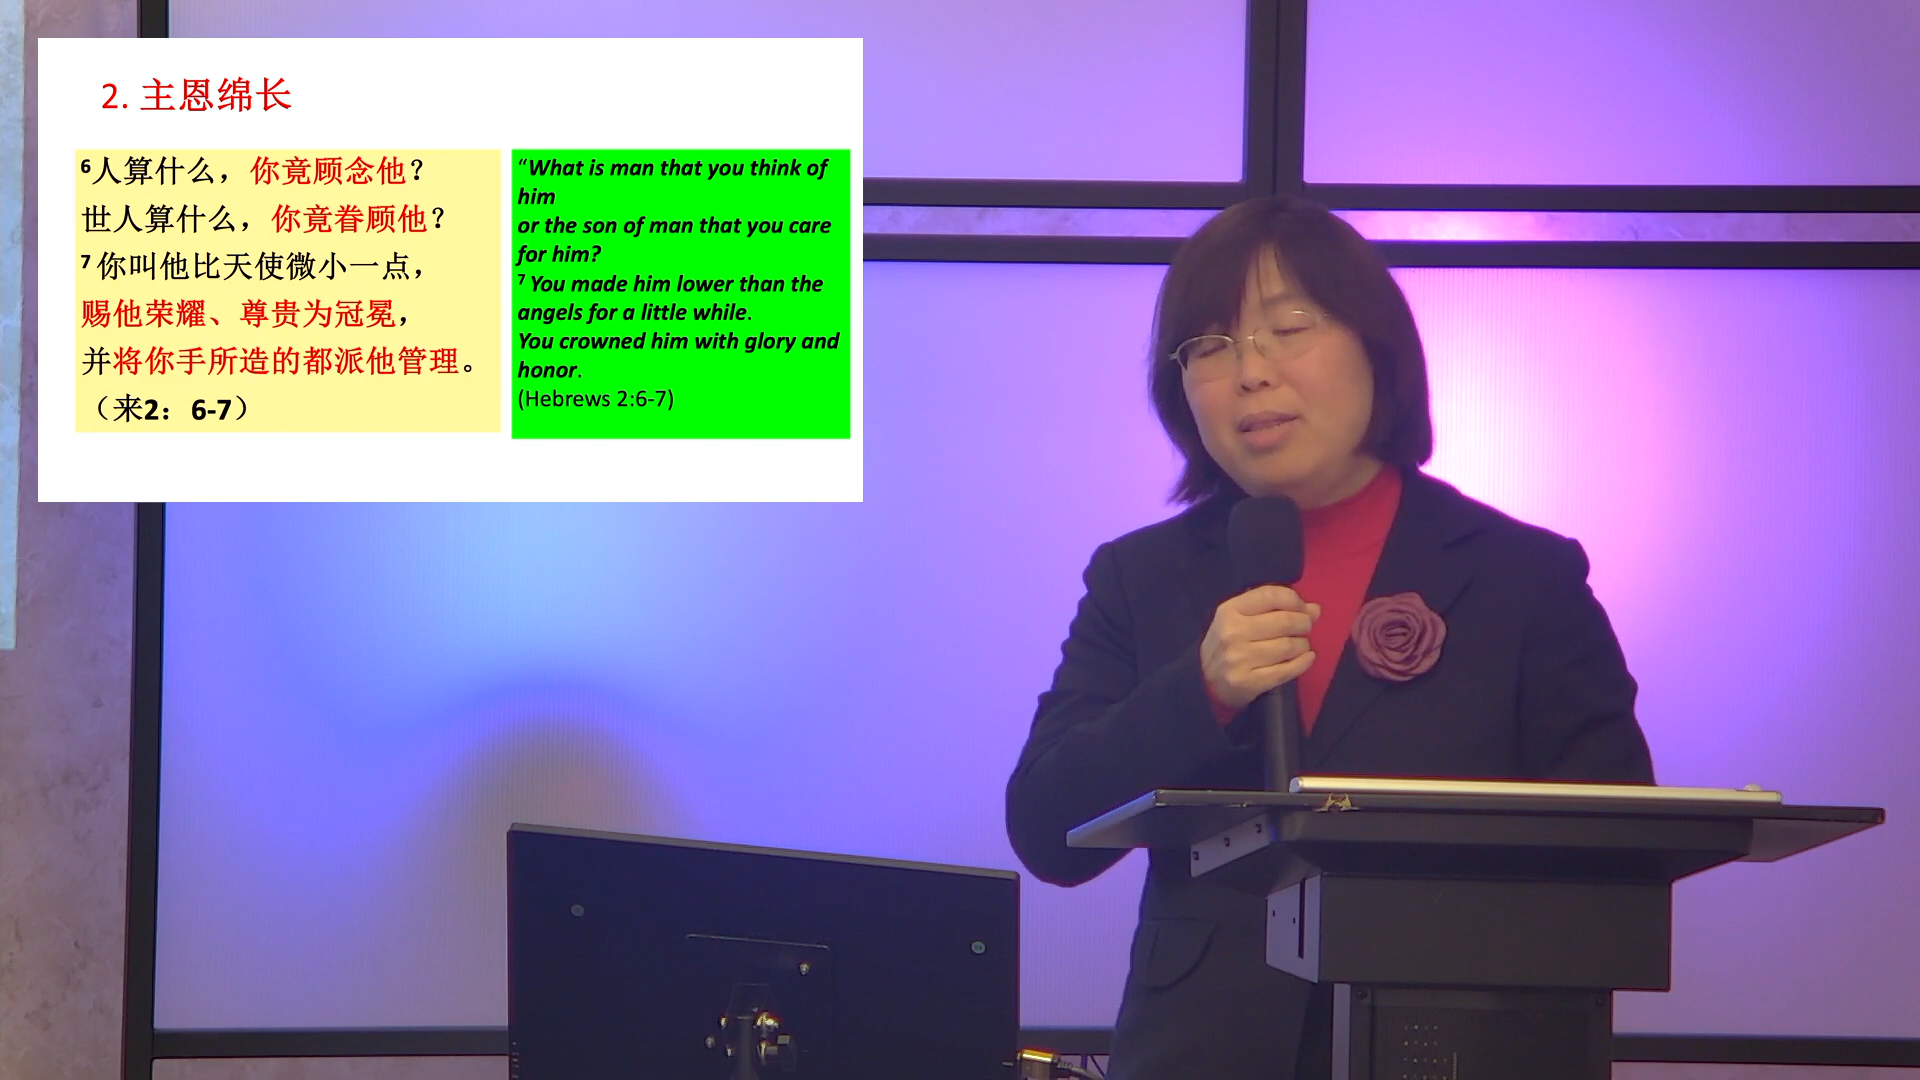 2. 主恩绵长
⁶人算什么，你竟顾念他？
世人算什么，你竟眷顾他？
⁷ 你叫他比天使微小一点，
赐他荣耀、尊贵为冠冕，
并将你手所造的都派他管理。
（来2：6-7）
“What is man that you think of
him
or the son of man that you care
for him?
⁷ You made him lower than the
angels for a little while.
You crowned him with glory and
honor.
(Hebrews 2:6-7)